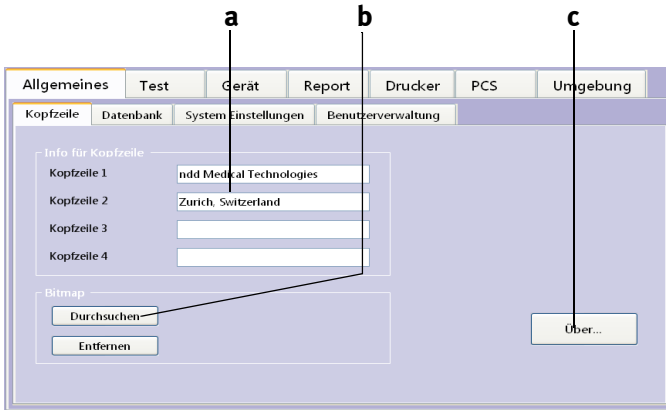 a b c
Allgemeines Test Gerät Report Drucker PCS Umgebung
Kopfzeile Datenbank System Einstellungen Benutzerverwaltung
Info für Kopfzeile
Kopfzeile 1 ndd Medical Technologies
Kopfzeile 2 Zurich, Switzerland
Kopfzeile 3
Kopfzeile 4
Bitmap
Durchsuchen
Über...
Entfernen